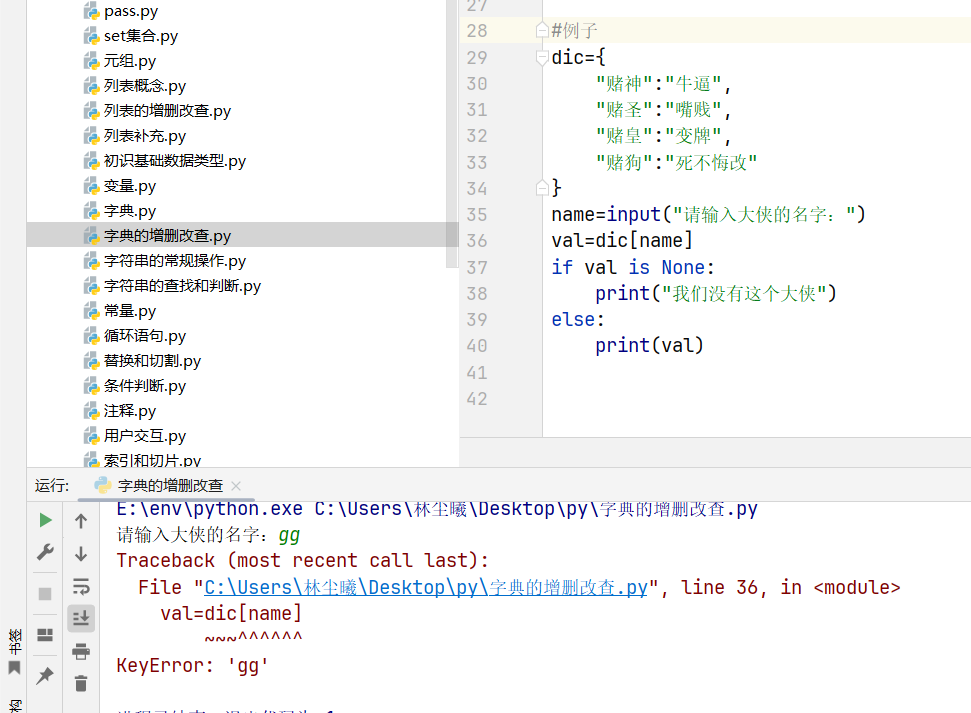 pass.py
set集合.py
元组.py
列表概念.py
列表的增删改查.py
列表补充.py
初识基础数据类型.py
变量.py
字典.py
字典的增删改查.py
字符串的常规操作.py
字符串的查找和判断.py
常量.py
循环语句.py
替换和切割.py
条件判断.py
注释.py
用户交互.py
索引和切片.py
27
28 #例子
29 dic={
30 "赌神":"牛逼",
31 "赌圣":"嘴贱",
32 "赌皇":"变牌",
33 "赌狗":"死不悔改"
34 }
35 name=input("请输入大侠的名字：")
36 val=dic[name]
37 if val is None:
38 print("我们没有这个大侠")
39 else:
40 print(val)
41
42
运行: 字典的增删改查
E:\env\python.exe C:\Users\林尘曦\Desktop\py\字典的增删改查.py
请输入大侠的名字：gg
Traceback (most recent call last):
File "C:\Users\林尘曦\Desktop\py\字典的增删改查.py", line 36, in <module>
val=dic[name]
~~~^^^^^^
KeyError: 'gg'
书签